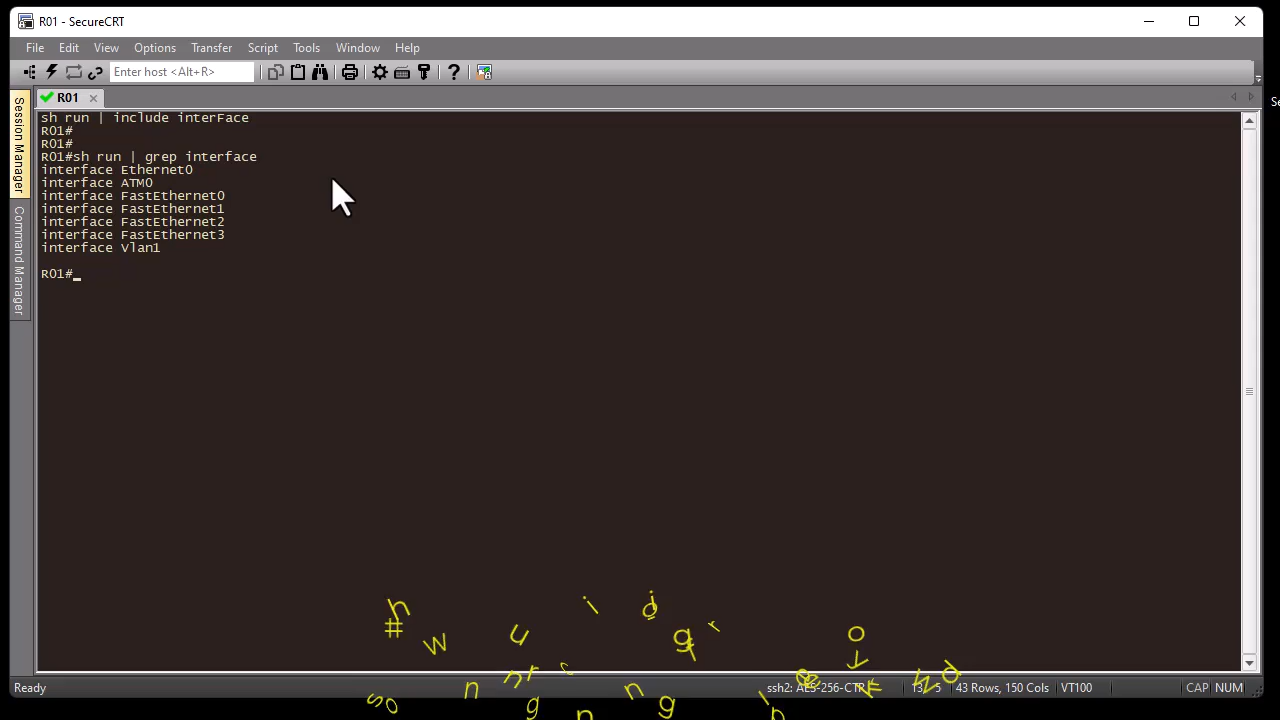 R01 - SecureCRT
File Edit View Options Transfer Script Tools Window Help
Enter host <Alt+R>
R01
Session Manager
Command Manager
sh run | include interFace
R01#
R01#
R01#sh run | grep interface
interface Ethernet0
interface ATM0
interface FastEthernet0
interface FastEthernet1
interface FastEthernet2
interface FastEthernet3
interface Vlan1
R01#
Ready
ssh2: AES-256-CTR
43 Rows, 150 Cols
VT100
CAP NUM